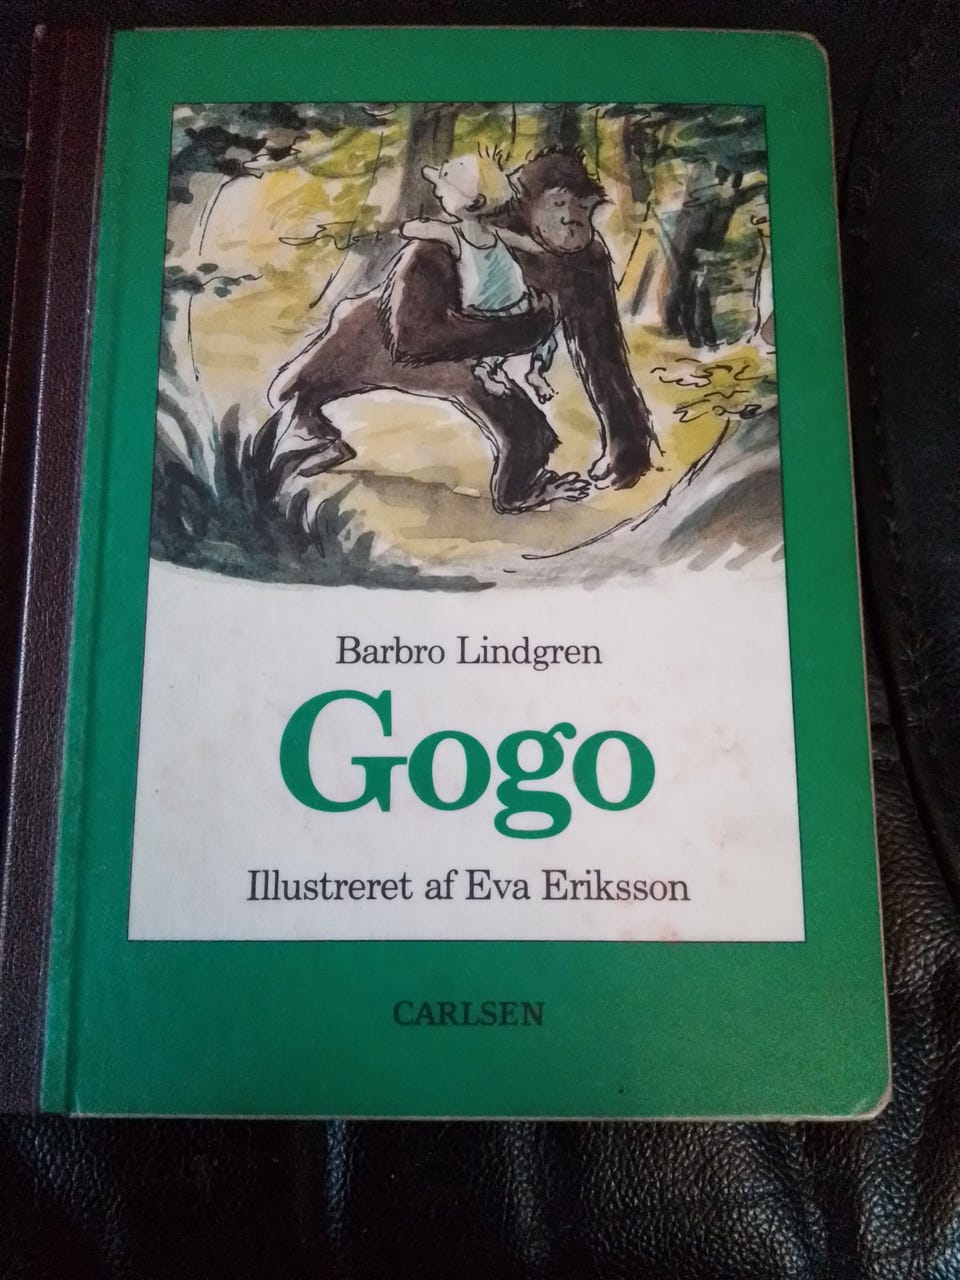 Barbro Lindgren
Gogo
Illustreret af Eva Eriksson
CARLSEN